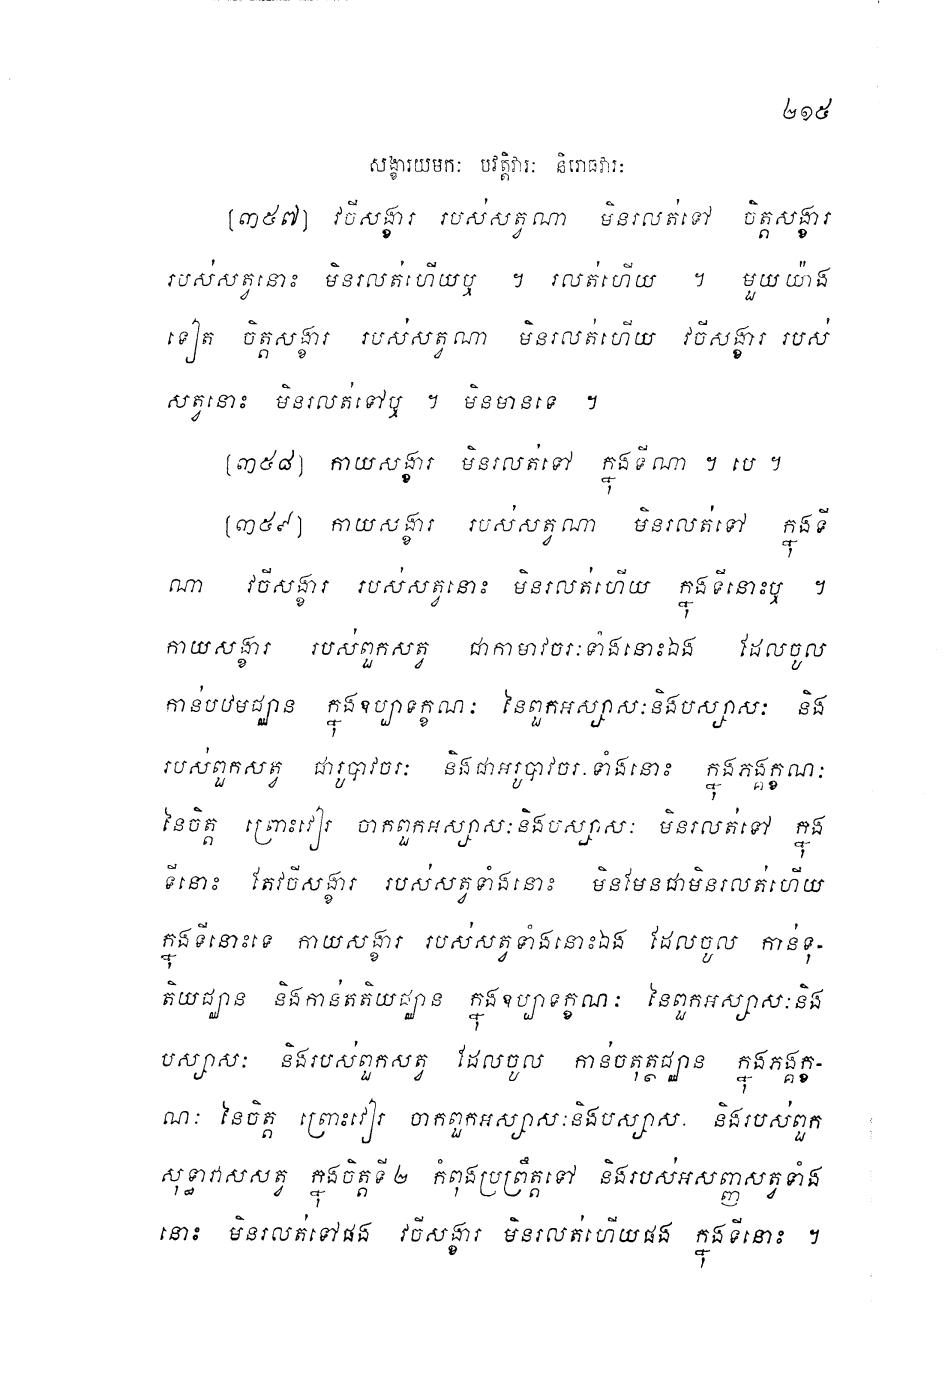 ២១៥
សង្ខារយមកៈ បវត្តិវារៈ និរោធវារៈ
[៣៥៧] វចីសង្ខារ របស់សត្វណា មិនរលត់ទៅ ចិត្តសង្ខារ
របស់សត្វនោះ មិនរលត់ហើយឬ ។ រលត់ហើយ ។ មួយយ៉ាង
ទៀត ចិត្តសង្ខារ របស់សត្វណា មិនរលត់ហើយ វចីសង្ខារ របស់
សត្វនោះ មិនរលត់ទៅឬ ។ មិនមានទេ ។
[៣៥៨] កាយសង្ខារ មិនរលត់ទៅ ក្នុងទីណា ។ បេ ។
[៣៥៩] កាយសង្ខារ របស់សត្វណា មិនរលត់ទៅ ក្នុងទី
ណា វចីសង្ខារ របស់សត្វនោះ មិនរលត់ហើយ ក្នុងទីនោះឬ ។
កាយសង្ខារ របស់ពួកសត្វ ជាកាមាវចរៈទាំងនោះឯង ដែលចូល
កាន់បឋមជ្ឈាន ក្នុងឧប្បាទក្ខណៈ នៃពួកអស្សាសៈនិងបស្សាសៈ និង
របស់ពួកសត្វ ជារូបាវចរៈ និងជាអរូបាវចរៈទាំងនោះ ក្នុងភង្គក្ខណៈ
នៃចិត្ត ព្រោះវៀរ ចាកពួកអស្សាសៈនិងបស្សាសៈ មិនរលត់ទៅ ក្នុង
ទីនោះ តែវចីសង្ខារ របស់សត្វទាំងនោះ មិនមែនជាមិនរលត់ហើយ
ក្នុងទីនោះទេ កាយសង្ខារ របស់សត្វទាំងនោះឯង ដែលចូល កាន់ទុ-
តិយជ្ឈាន និងកាន់តតិយជ្ឈាន ក្នុងឧប្បាទក្ខណៈ នៃពួកអស្សាសៈនិង
បស្សាសៈ និងរបស់ពួកសត្វ ដែលចូល កាន់ចតុត្ថជ្ឈាន ក្នុងភង្គក្ខ-
ណៈ នៃចិត្ត ព្រោះវៀរ ចាកពួកអស្សាសៈនិងបស្សាសៈ និងរបស់ពួក
សុទ្ធាវាសសត្វ ក្នុងចិត្តទី២ កំពុងប្រព្រឹត្តទៅ និងរបស់អសញ្ញសត្វទាំង
នោះ មិនរលត់ទៅផង វចីសង្ខារ មិនរលត់ហើយផង ក្នុងទីនោះ ។